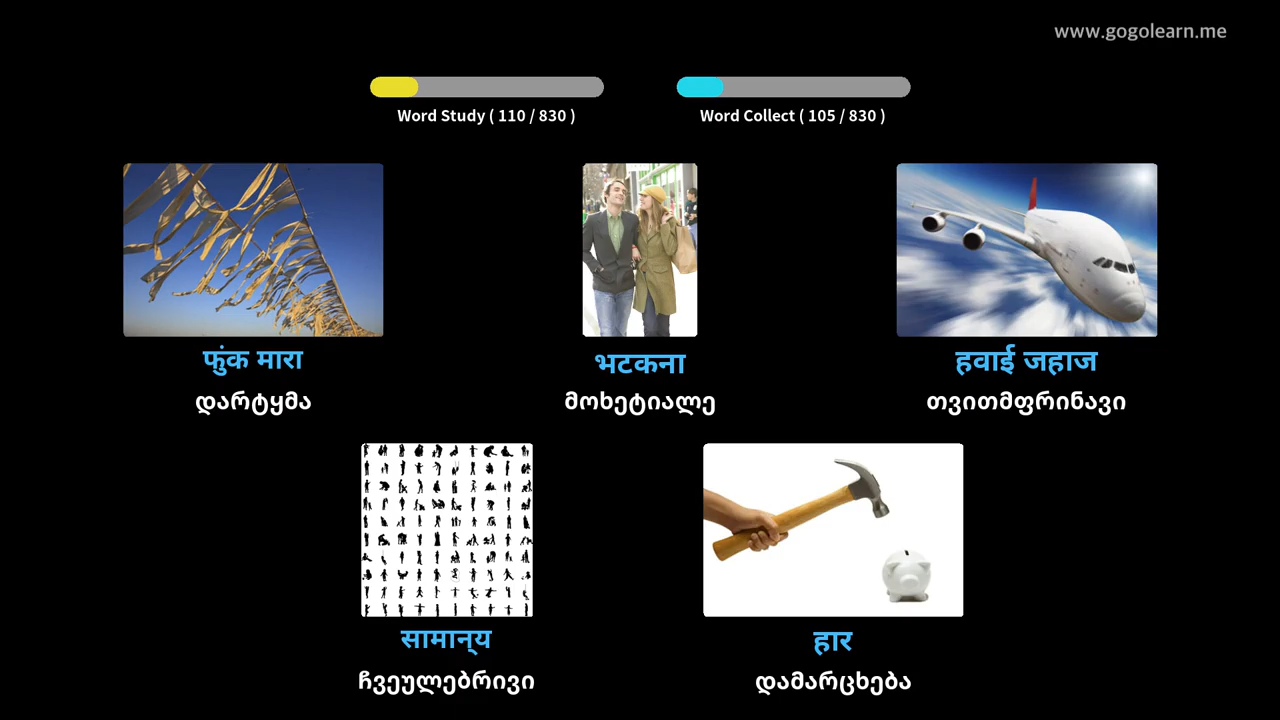 www.gogolearn.me
Word Study ( 110 / 830 )
Word Collect ( 105 / 830 )
फुंक मारा
भटकना
हवाई जहाज
დარტყმა
მოხეტიალე
თვითმფრინავი
सामान्य
हार
ჩვეულებრივი
დამარცხება